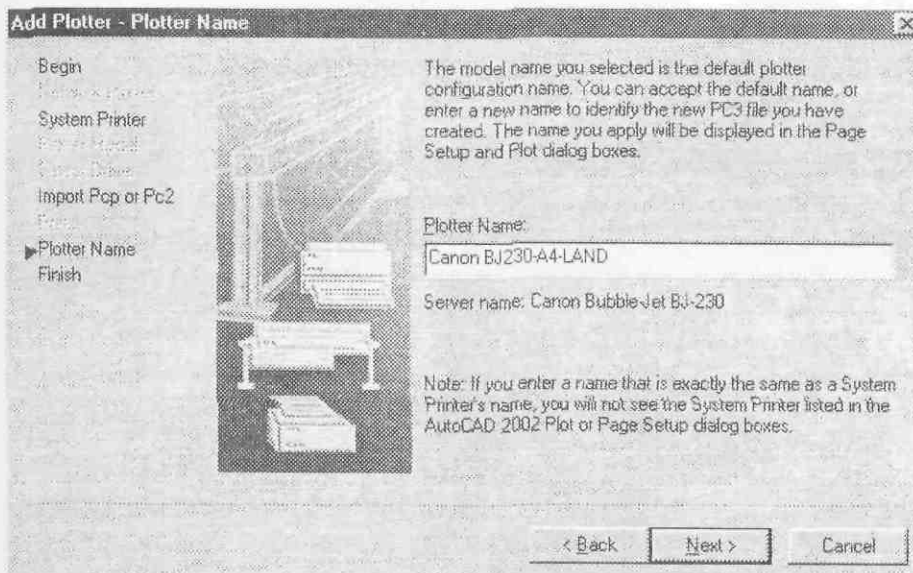 Add Plotter - Plotter Name
Begin
System Printer
Import Pcp or Pc2
Plotter Name
Finish
The model name you selected is the default plotter
configuration name. You can accept the default name, or
enter a new name to identify the new PC3 file you have
created. The name you apply will be displayed in the Page
Setup and Plot dialog boxes.
Plotter Name:
Canon BJ230-A4-LAND
Server name: Canon Bubble-Jet BJ-230
Note: If you enter a name that is exactly the same as a System
Printer's name, you will not see the System Printer listed in the
AutoCAD 2002 Plot or Page Setup dialog boxes.
< Back
Next >
Cancel